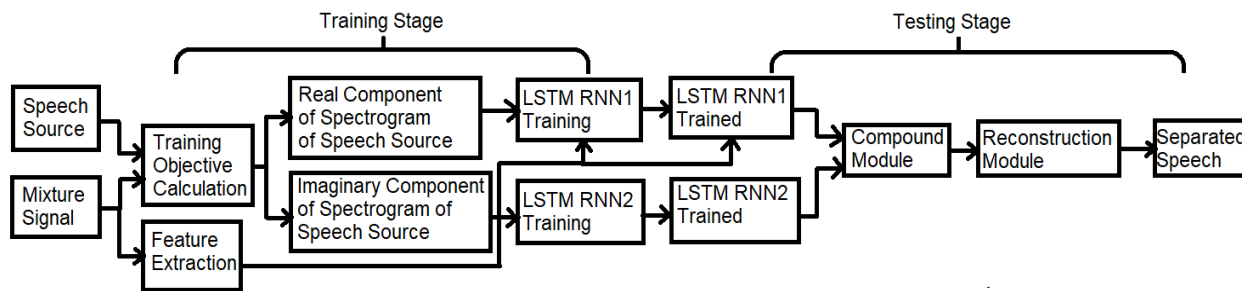 Training Stage
Testing Stage
Speech
Source
Mixture
Signal
Training
Objective
Calculation
Feature
Extraction
Real Component
of Spectrogram
of Speech Source
Imaginary Component
of Spectrogram of
Speech Source
LSTM RNN1
Training
LSTM RNN2
Training
LSTM RNN1
Trained
LSTM RNN2
Trained
Compound
Module
Reconstruction
Module
Separated
Speech